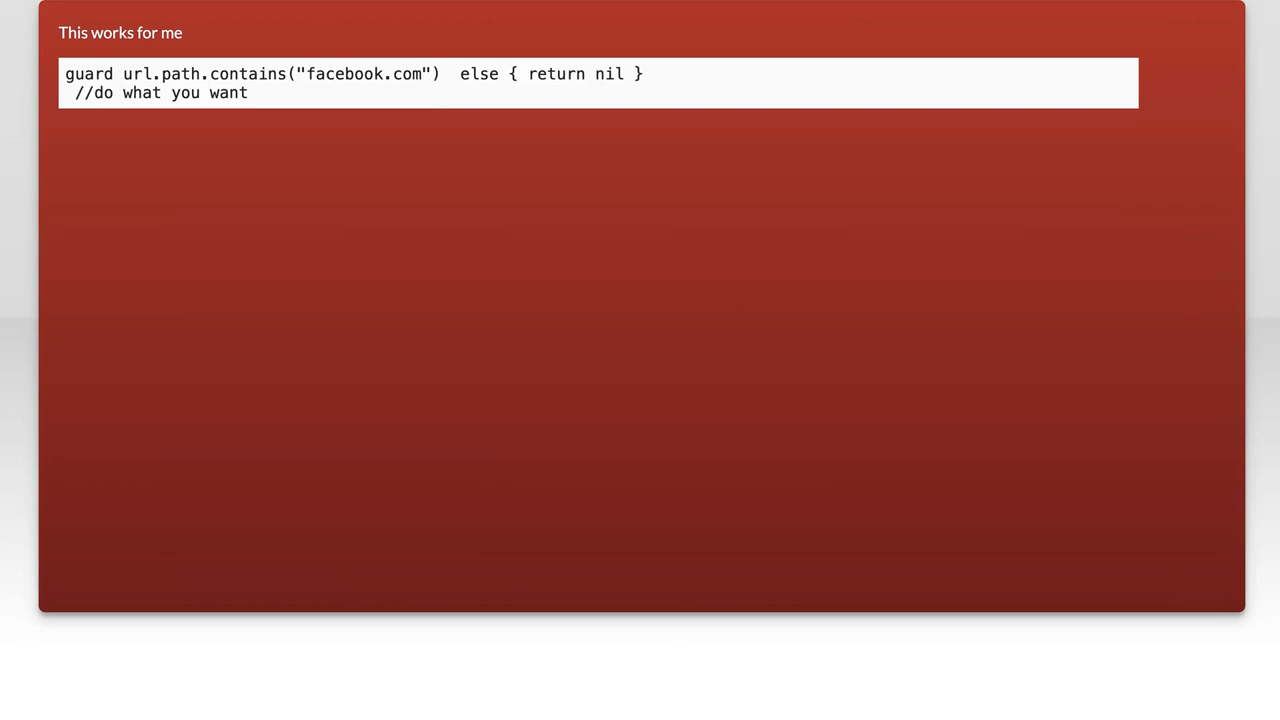 This works for me
guard url.path.contains("facebook.com")  else { return nil }
 //do what you want